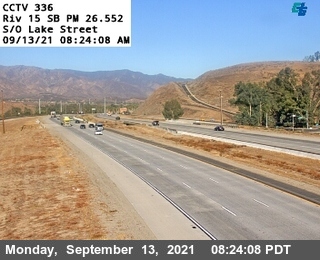 CCTV 336
Riv 15 SB PM 26.552
S/O Lake Street
09/13/21 08:24:08 AM
Monday, September 13, 2021 08:24:08 PDT